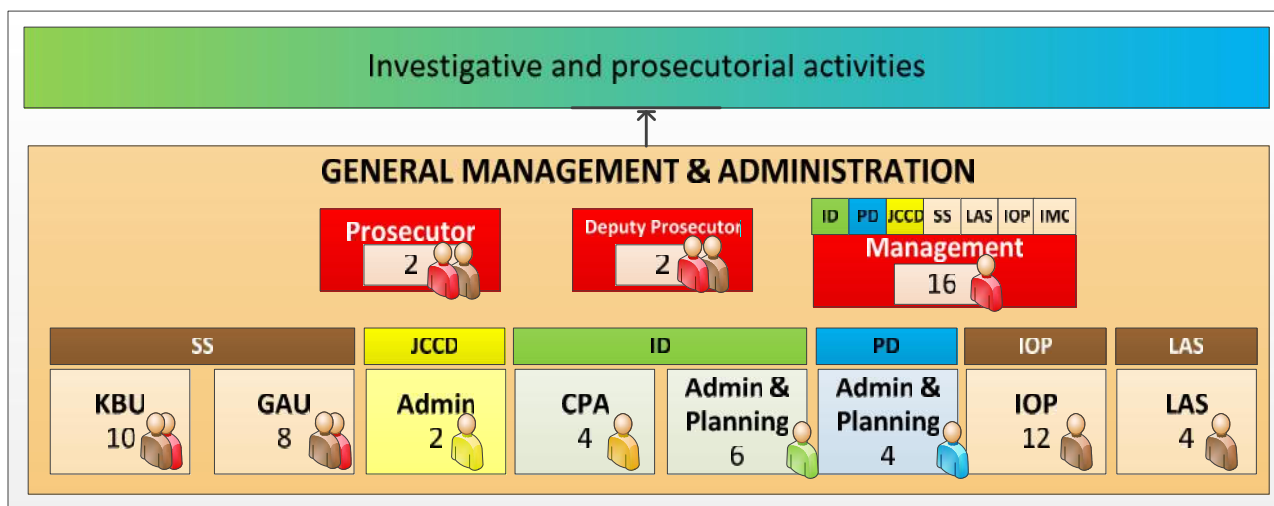 Investigative and prosecutorial activities
GENERAL MANAGEMENT & ADMINISTRATION
Prosecutor
2
Deputy Prosecutor
2
ID PD JCCD SS LAS IOP IMC
Management
16
SS JCCD ID PD IOP LAS
KBU
10
GAU
8
Admin
2
CPA
4
Admin &
Planning
6
Admin &
Planning
4
IOP
12
LAS
4